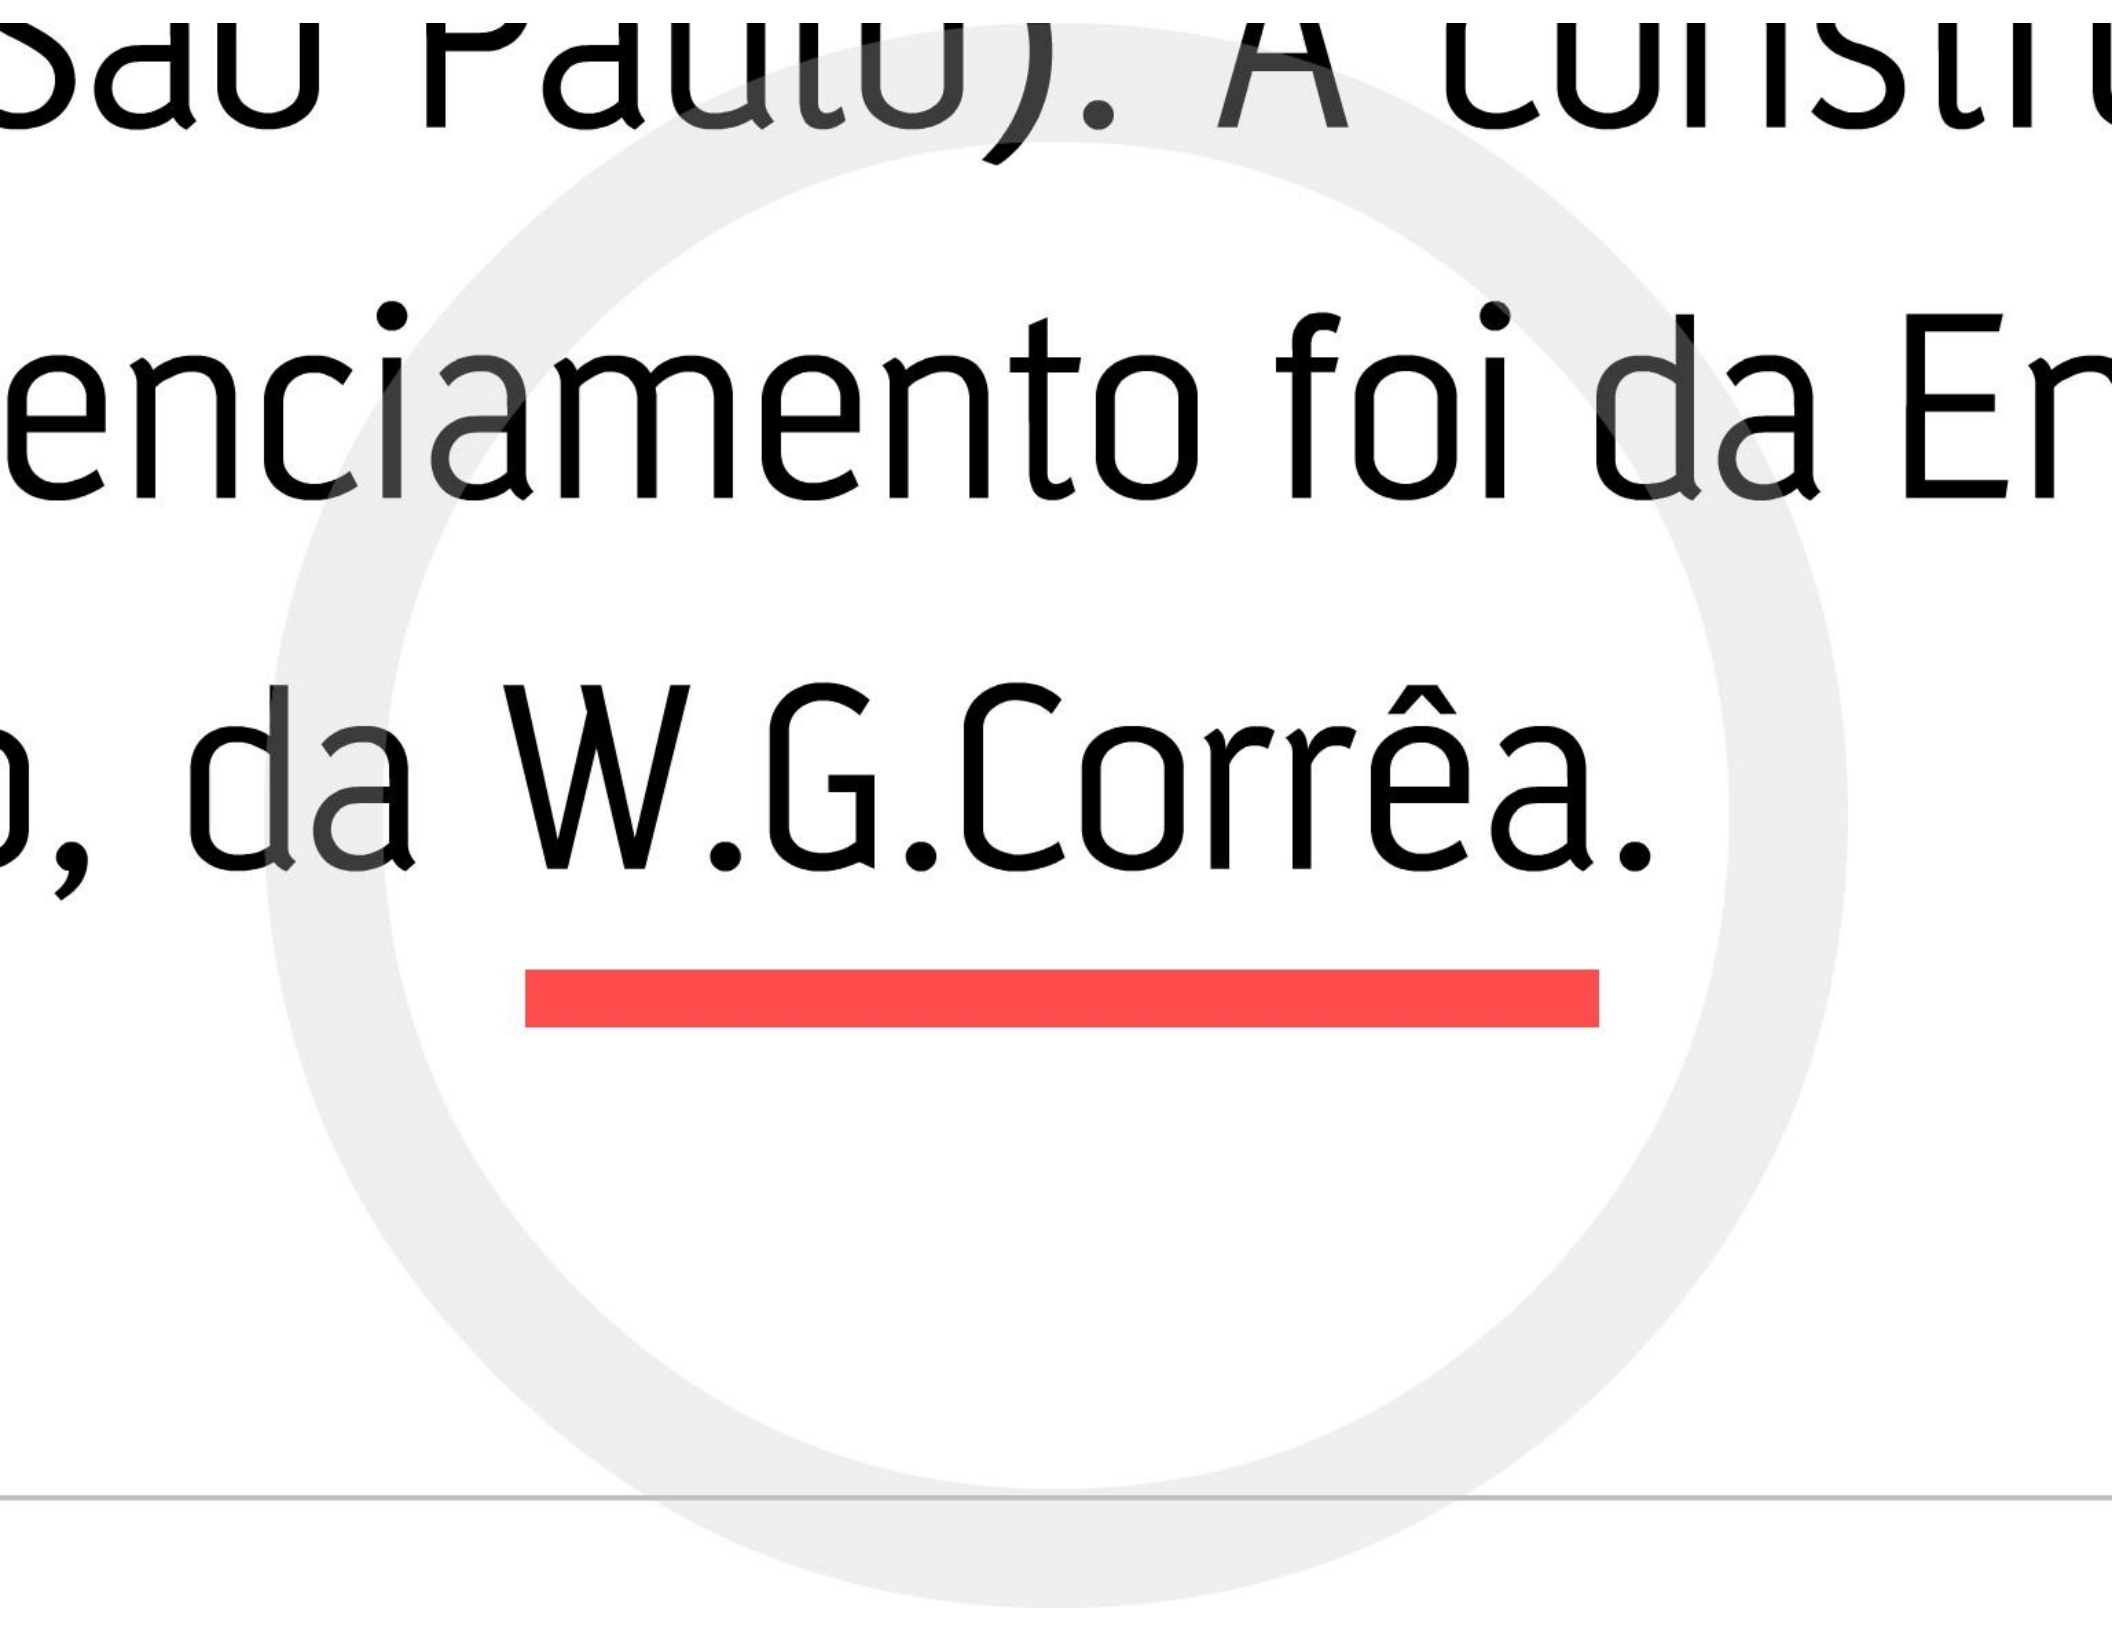 São Paulo). A constru
enciamento foi da En
o, da W.G.Corrêa.